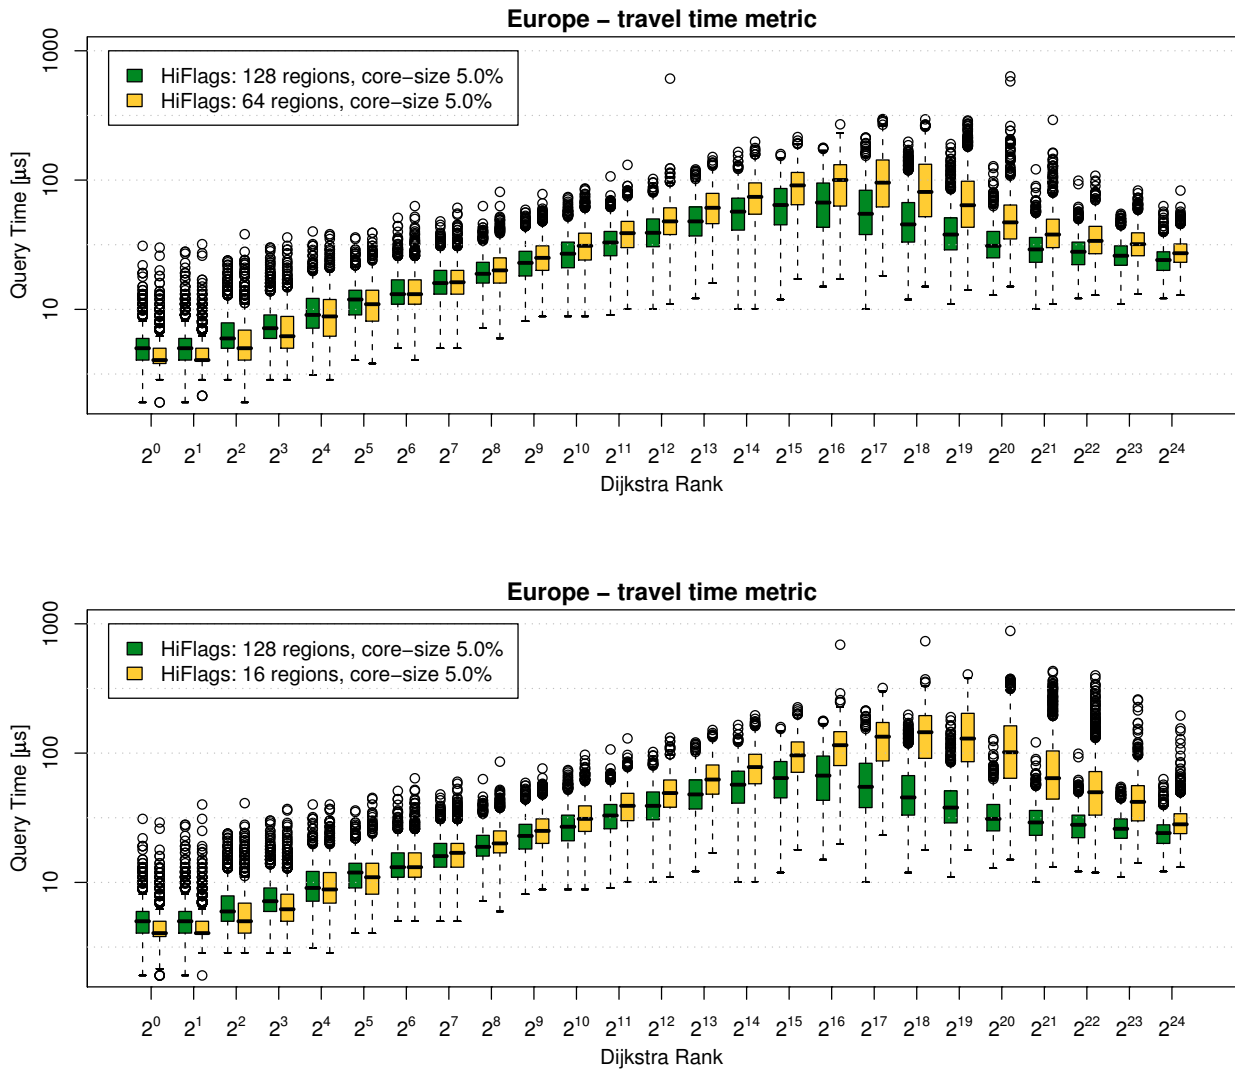 Europe − travel time metric
HiFlags: 128 regions, core−size 5.0%
HiFlags: 64 regions, core−size 5.0%
Query Time [µs]
1000
100
10
2^0 2^1 2^2 2^3 2^4 2^5 2^6 2^7 2^8 2^9 2^10 2^11 2^12 2^13 2^14 2^15 2^16 2^17 2^18 2^19 2^20 2^21 2^22 2^23 2^24
Dijkstra Rank
Europe − travel time metric
HiFlags: 128 regions, core−size 5.0%
HiFlags: 16 regions, core−size 5.0%
Query Time [µs]
1000
100
10
2^0 2^1 2^2 2^3 2^4 2^5 2^6 2^7 2^8 2^9 2^10 2^11 2^12 2^13 2^14 2^15 2^16 2^17 2^18 2^19 2^20 2^21 2^22 2^23 2^24
Dijkstra Rank